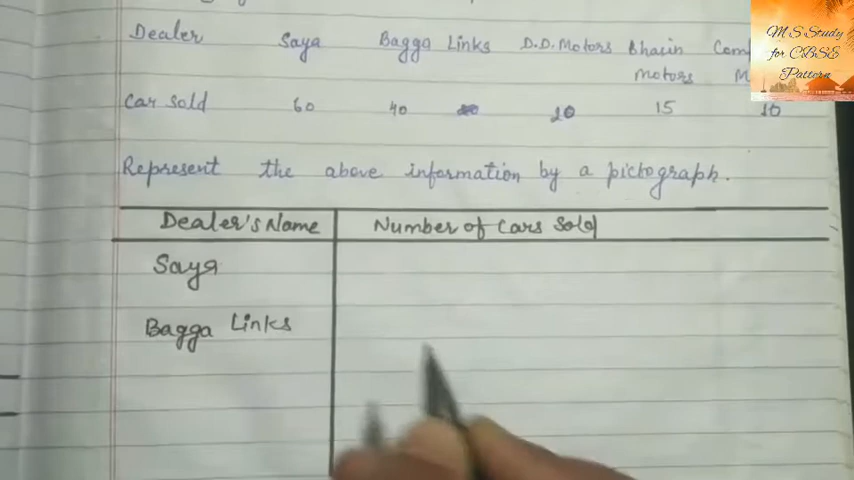 Dealer Saya Bagga Links D.D. Motors Bhasin Motors Com M
Car Sold 60 40 20 15 10
Represent the above information by a pictograph.
Dealer's Name Number of Cars Sold
Saya
Bagga Links
M S Study
for CBSE
Pattern